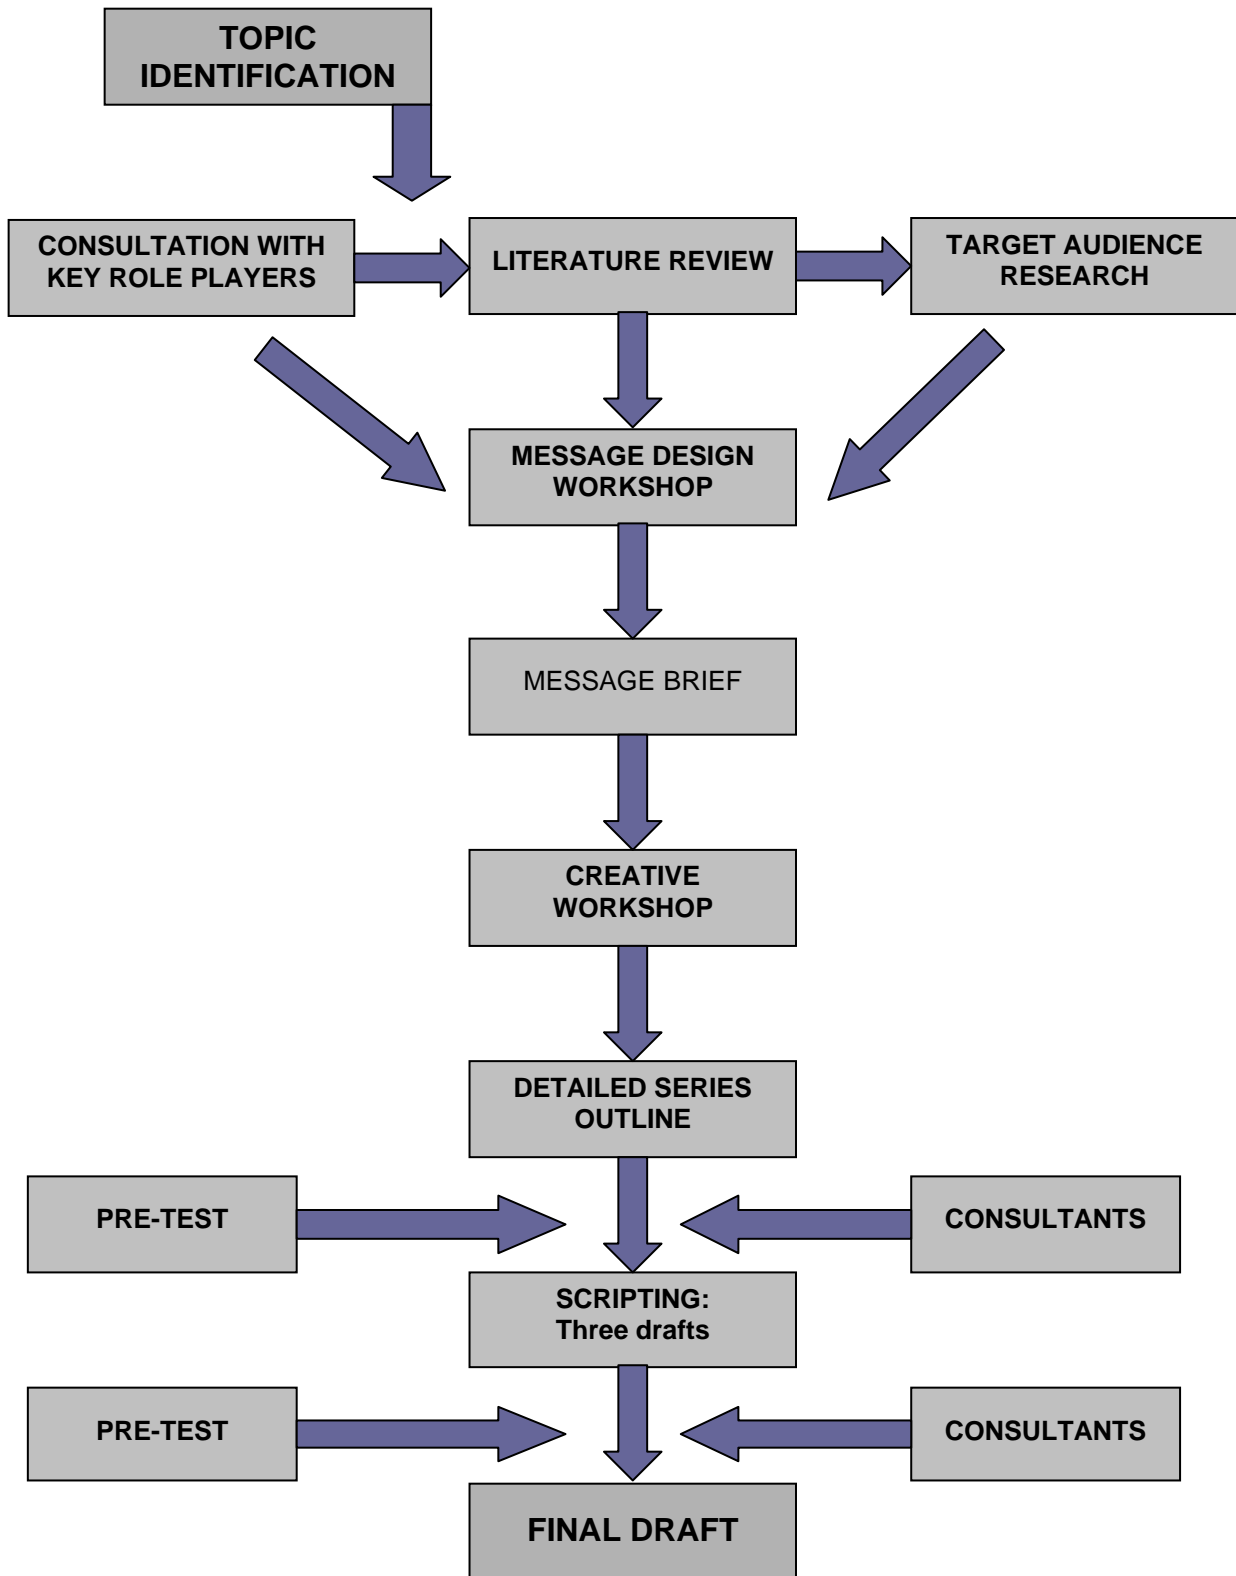 TOPIC
IDENTIFICATION
CONSULTATION WITH
KEY ROLE PLAYERS
LITERATURE REVIEW
TARGET AUDIENCE
RESEARCH
MESSAGE DESIGN
WORKSHOP
MESSAGE BRIEF
CREATIVE
WORKSHOP
DETAILED SERIES
OUTLINE
PRE-TEST
CONSULTANTS
SCRIPTING:
Three drafts
PRE-TEST
CONSULTANTS
FINAL DRAFT